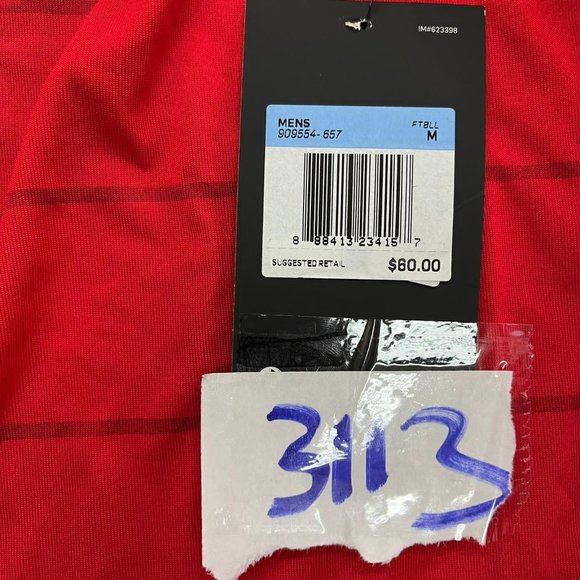 IM#623398
MENS FTBLL
909554-657 M
8 88413 23415 7
SUGGESTED RETAIL $60.00
3113